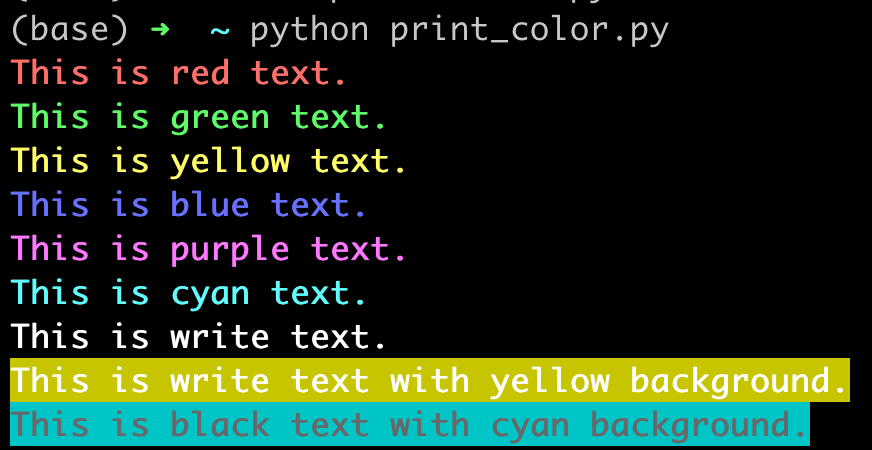 (base) ➜  ~ python print_color.py
This is red text.
This is green text.
This is yellow text.
This is blue text.
This is purple text.
This is cyan text.
This is write text.
This is write text with yellow background.
This is black text with cyan background.